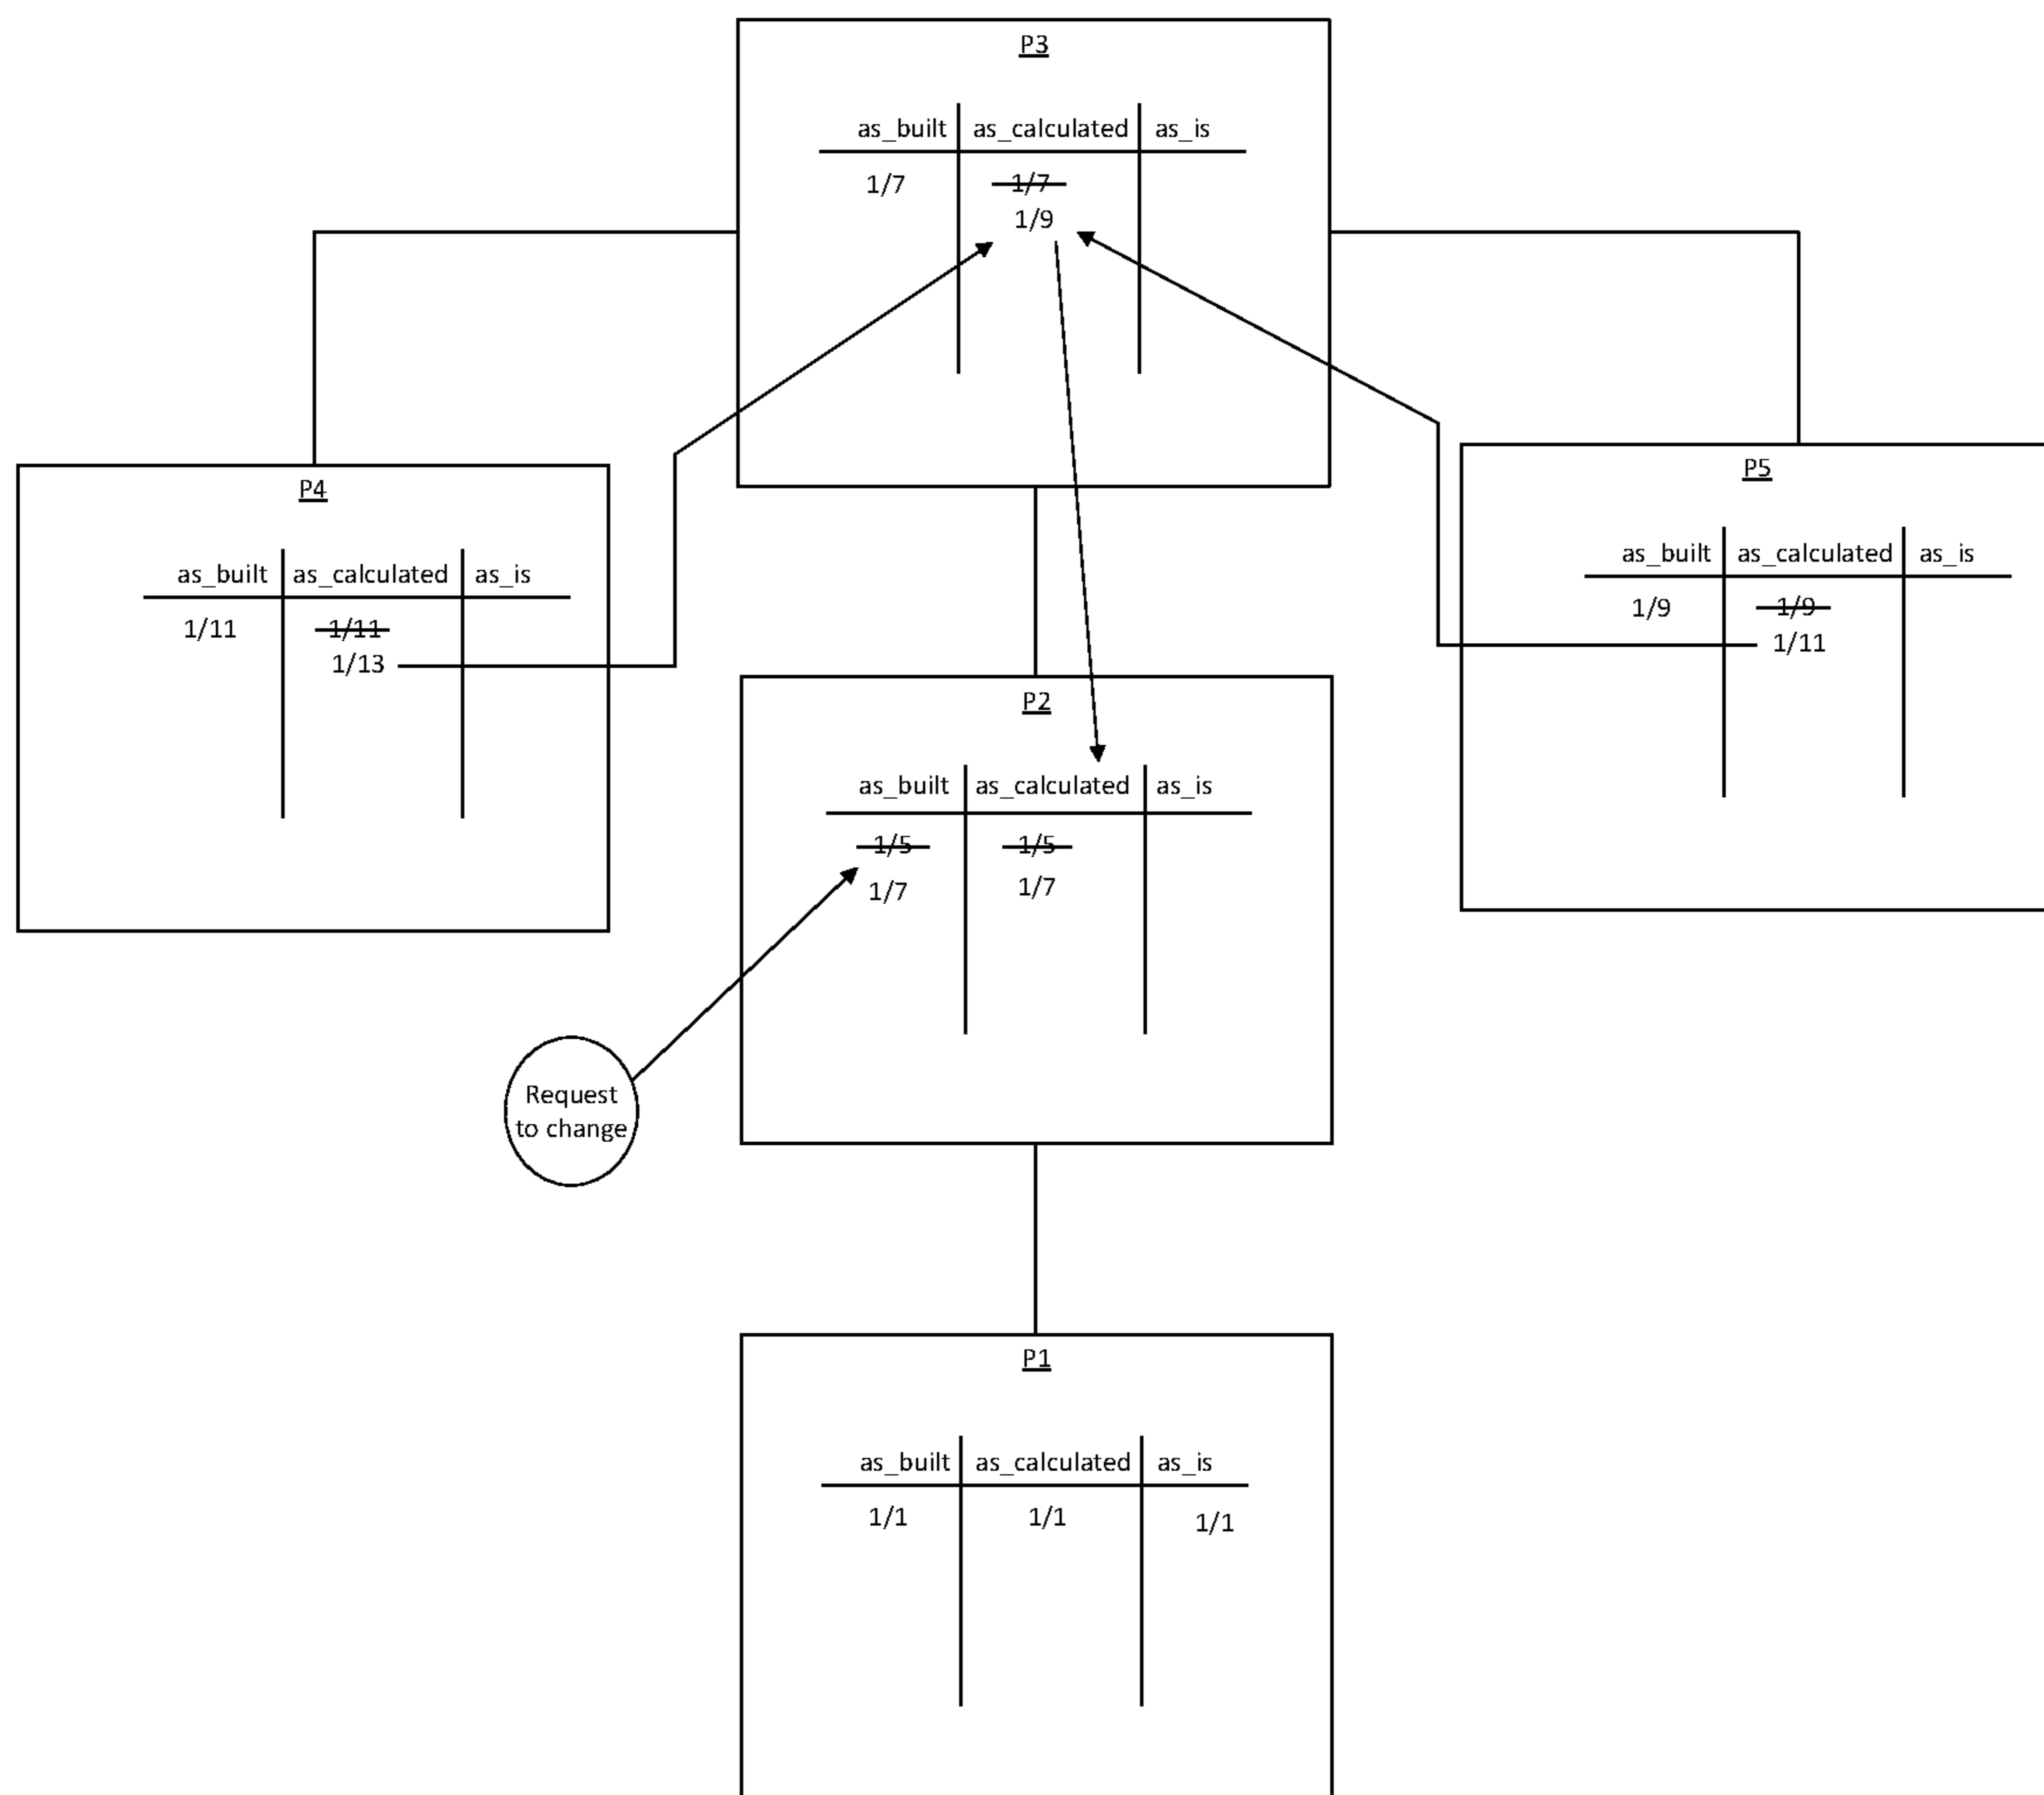 P3
as_built as_calculated as_is
1/7 1/7
1/9
P4
as_built as_calculated as_is
1/11 1/11
1/13
P5
as_built as_calculated as_is
1/9 1/9
1/11
P2
as_built as_calculated as_is
1/5 1/5
1/7 1/7
Request
to change
P1
as_built as_calculated as_is
1/1 1/1 1/1